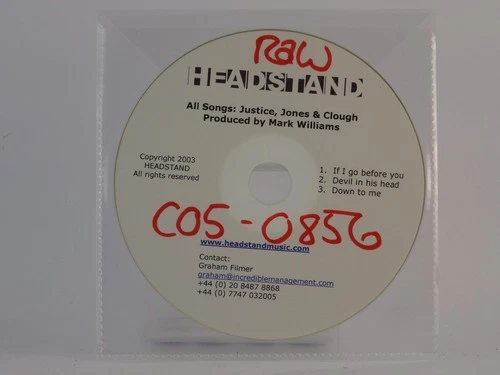 RAW
HEADSTAND
All Songs: Justice, Jones & Clough
Produced by Mark Williams
Copyright 2003
HEADSTAND
All rights reserved
1. If I go before you
2. Devil in his head
3. Down to me
C05-0856
www.headstandmusic.com
Contact:
Graham Filmer
graham@incrediblemanagement.com
+44 (0) 20 8487 8868
+44 (0) 7747 032005